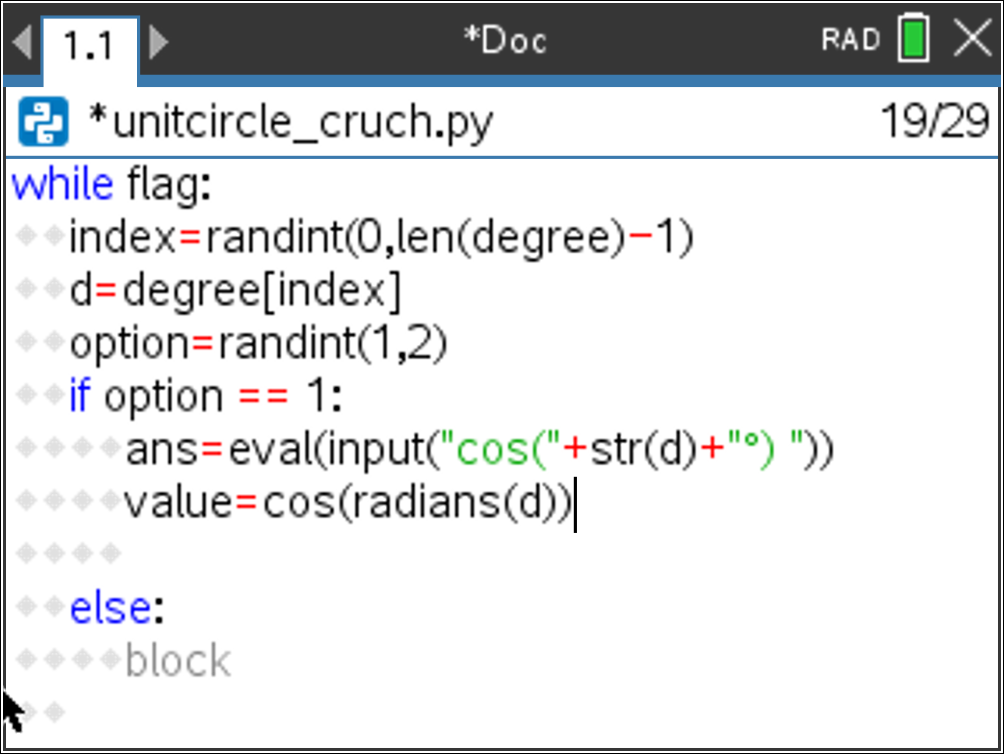 1.1 *Doc RAD
*unitcircle_cruch.py 19/29
while flag:
index=randint(0,len(degree)-1)
d=degree[index]
option=randint(1,2)
if option == 1:
ans=eval(input("cos("+str(d)+"°) "))
value=cos(radians(d))
else:
block